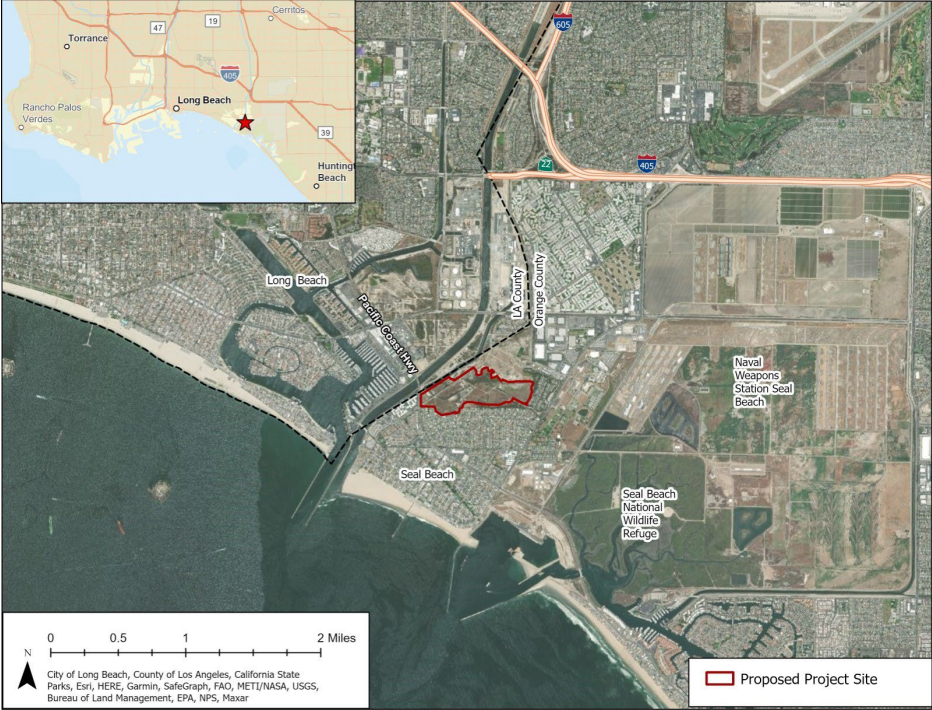 Cerritos
47
19
Torrance
405
Long Beach
Rancho Palos
Verdes
39
Hunting
Beach
605
22
405
Long Beach
Pacific Coast Hwy
LA County
Orange County
Naval
Weapons
Station Seal
Beach
Seal Beach
Seal Beach
National
Wildlife
Refuge
0 0.5 1 2 Miles
N
City of Long Beach, County of Los Angeles, California State
Parks, Esri, HERE, Garmin, SafeGraph, FAO, METI/NASA, USGS,
Bureau of Land Management, EPA, NPS, Maxar
Proposed Project Site